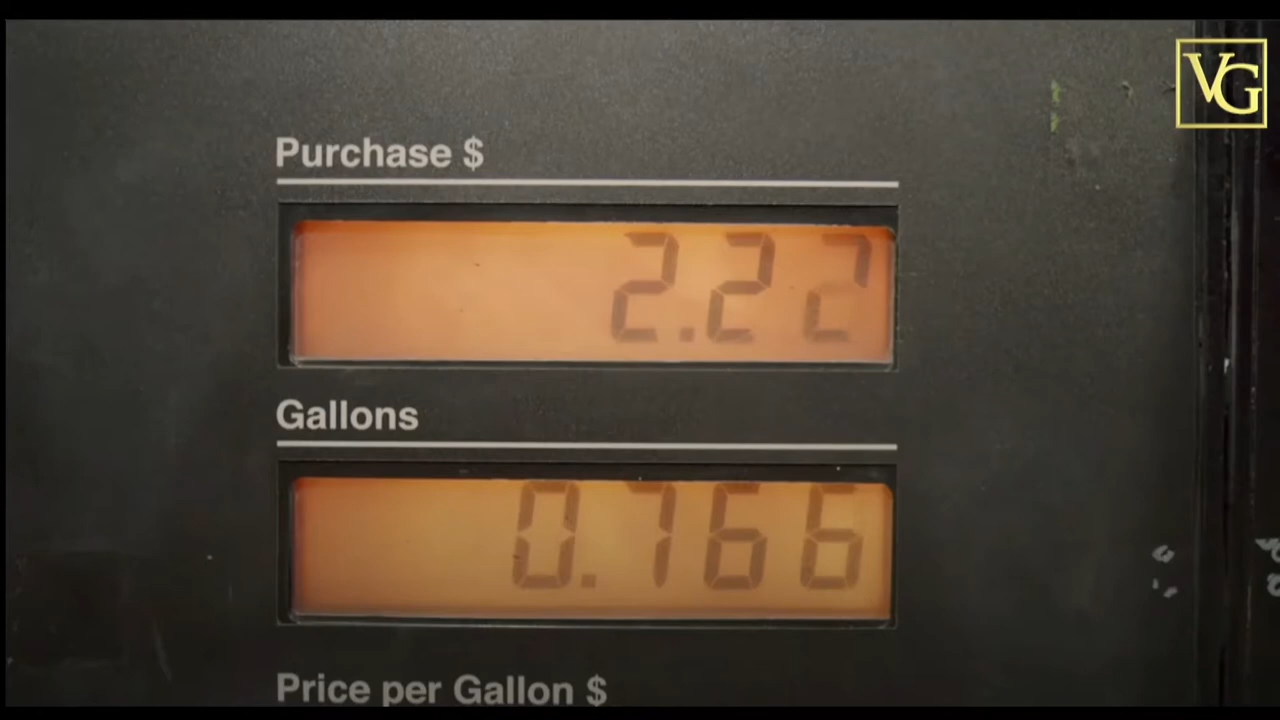 VG
Purchase $
2.22
Gallons
0.766
Price per Gallon $